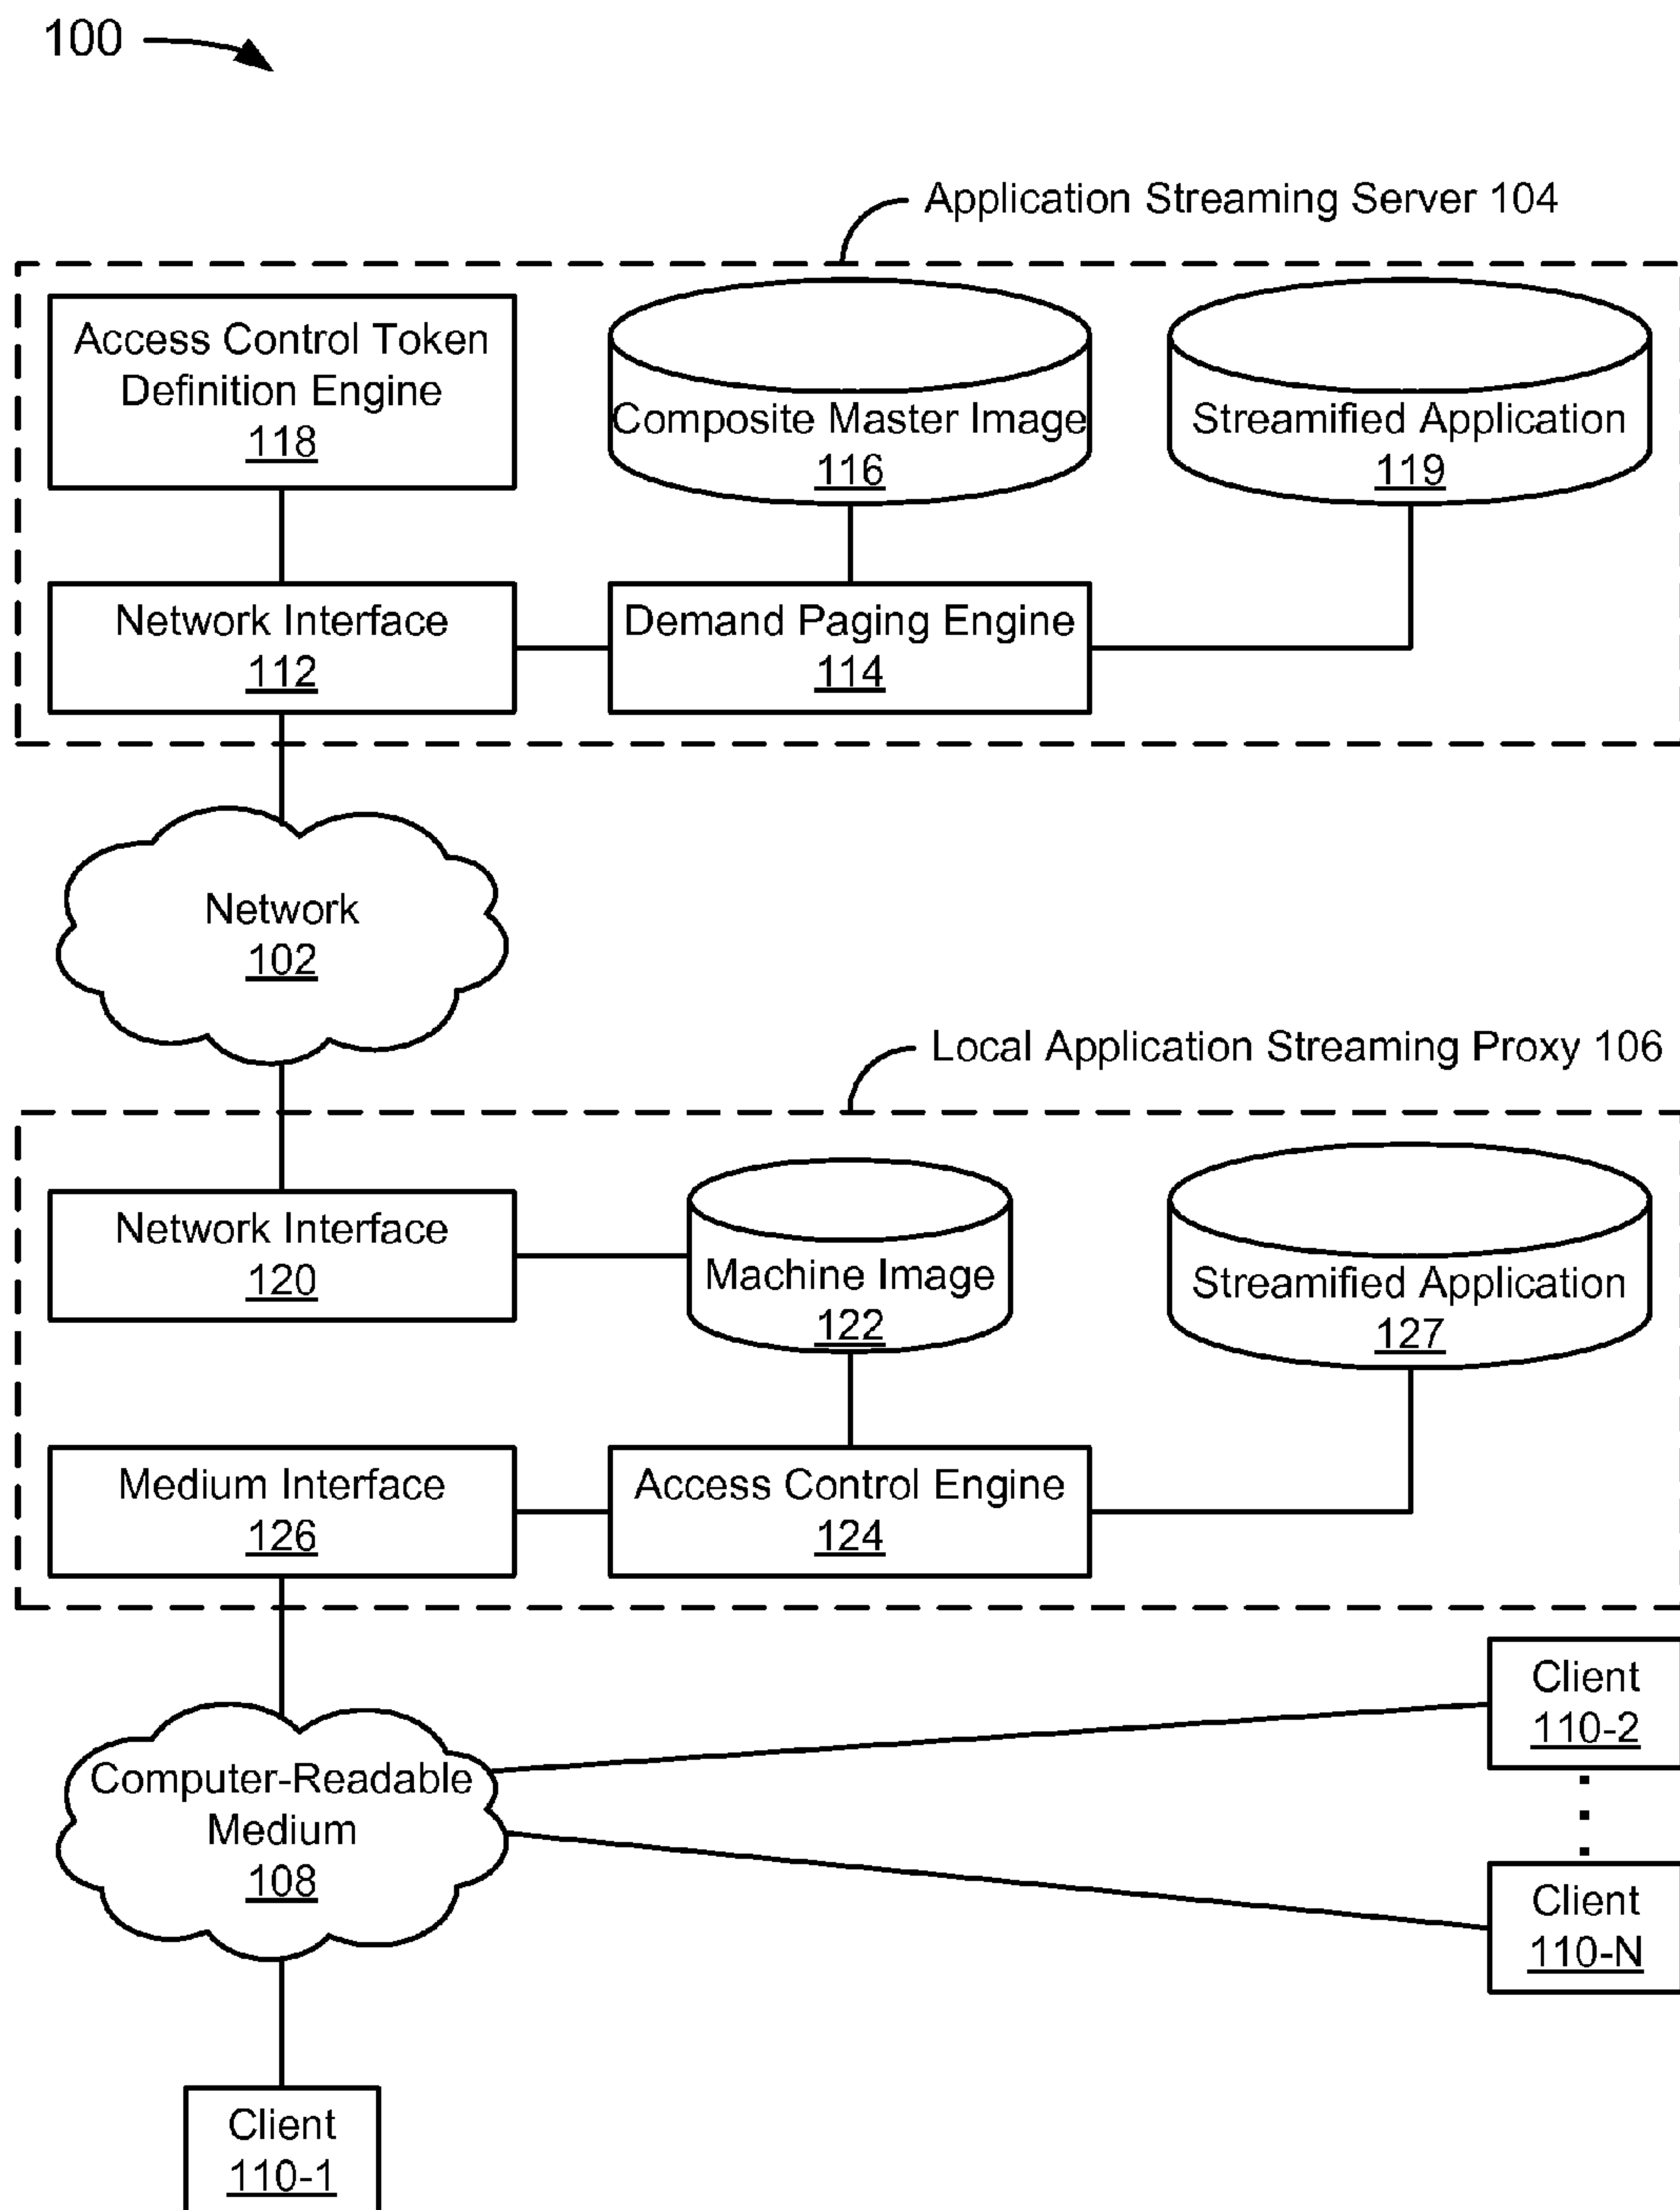 100
Application Streaming Server 104
Access Control Token
Definition Engine
118
Composite Master Image
116
Streamified Application
119
Network Interface
112
Demand Paging Engine
114
Network
102
Local Application Streaming Proxy 106
Network Interface
120
Machine Image
122
Streamified Application
127
Medium Interface
126
Access Control Engine
124
Client
110-2
Computer-Readable
Medium
108
Client
110-N
Client
110-1